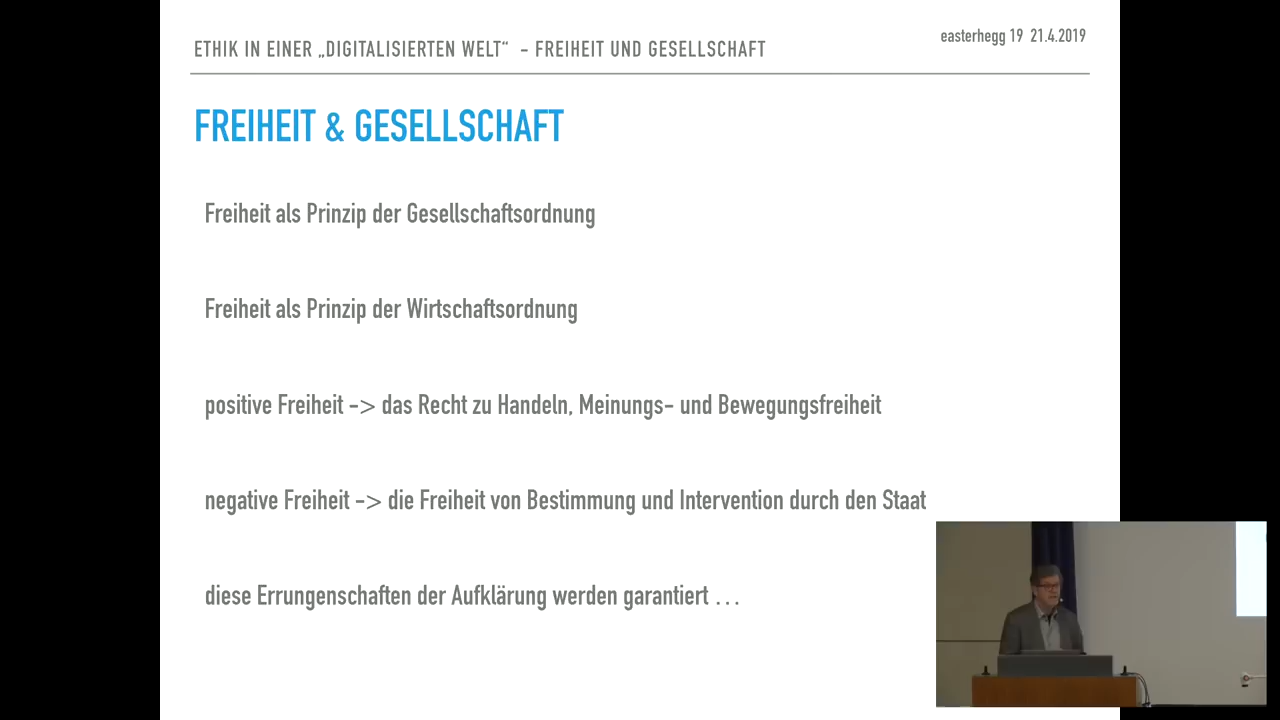 ETHIK IN EINER „DIGITALISIERTEN WELT“ - FREIHEIT UND GESELLSCHAFT
easterhegg 19 21.4.2019
FREIHEIT & GESELLSCHAFT
Freiheit als Prinzip der Gesellschaftsordnung
Freiheit als Prinzip der Wirtschaftsordnung
positive Freiheit -> das Recht zu Handeln, Meinungs- und Bewegungsfreiheit
negative Freiheit -> die Freiheit von Bestimmung und Intervention durch den Staat
diese Errungenschaften der Aufklärung werden garantiert ...